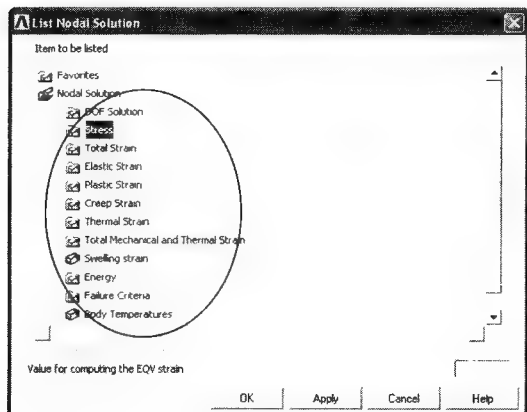 List Nodal Solution
Item to be listed
Favorites
Nodal Solution
DOF Solution
Stress
Total Strain
Elastic Strain
Plastic Strain
Creep Strain
Thermal Strain
Total Mechanical and Thermal Strain
Swelling strain
Energy
Failure Criteria
Body Temperatures
Value for computing the EQV strain
OK
Apply
Cancel
Help